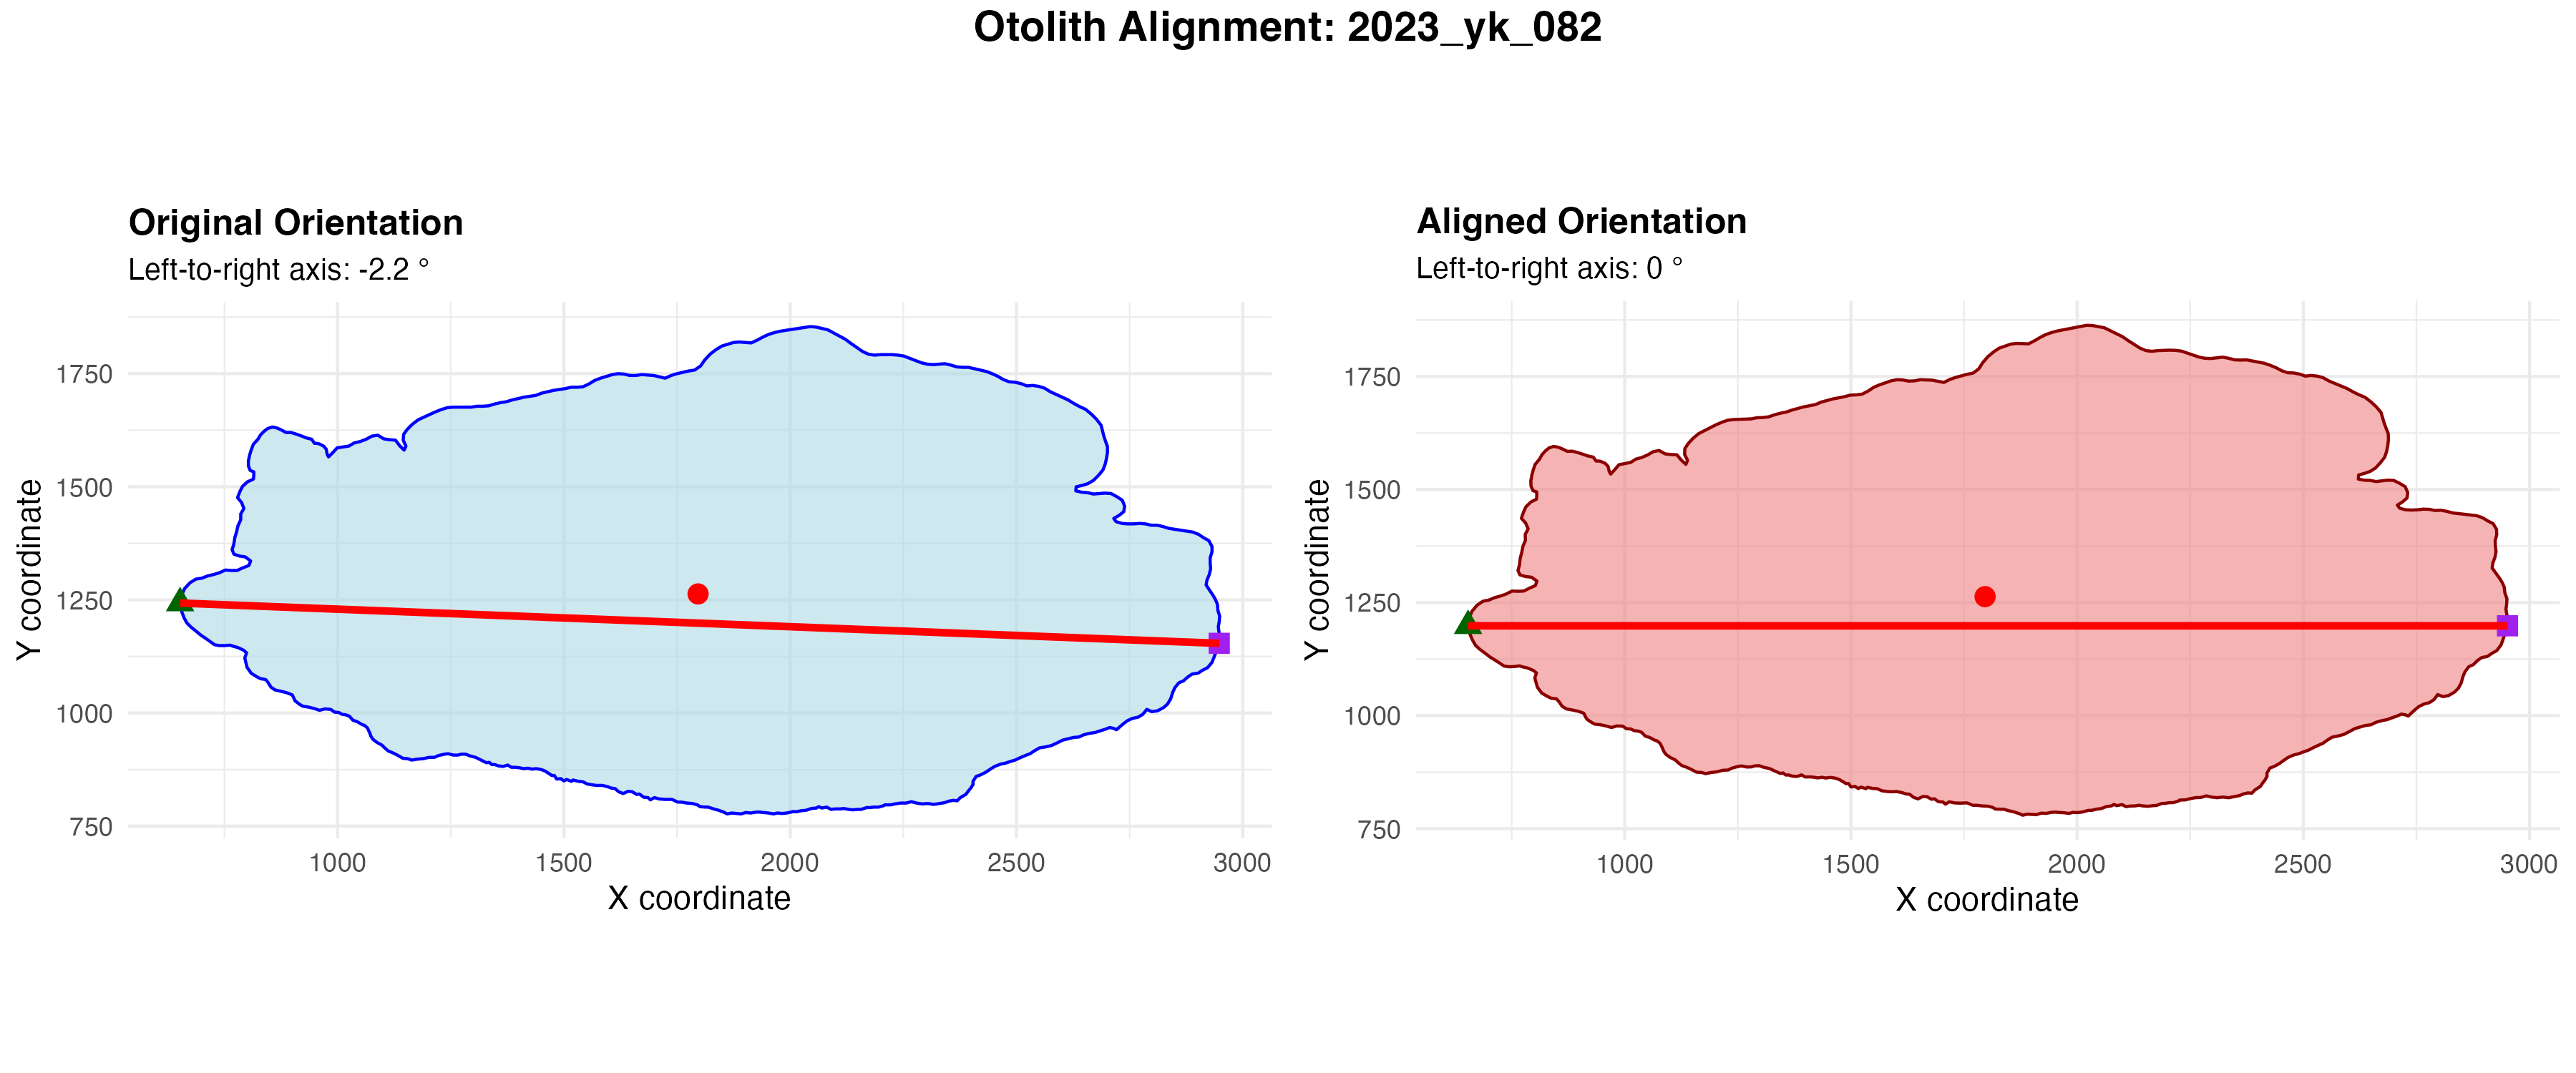 Otolith Alignment: 2023_yk_082
Original Orientation
Left-to-right axis: -2.2 °
1750
1500
1250
1000
750
Y coordinate
1000 1500 2000 2500 3000
X coordinate
Aligned Orientation
Left-to-right axis: 0 °
1750
1500
1250
1000
750
Y coordinate
1000 1500 2000 2500 3000
X coordinate